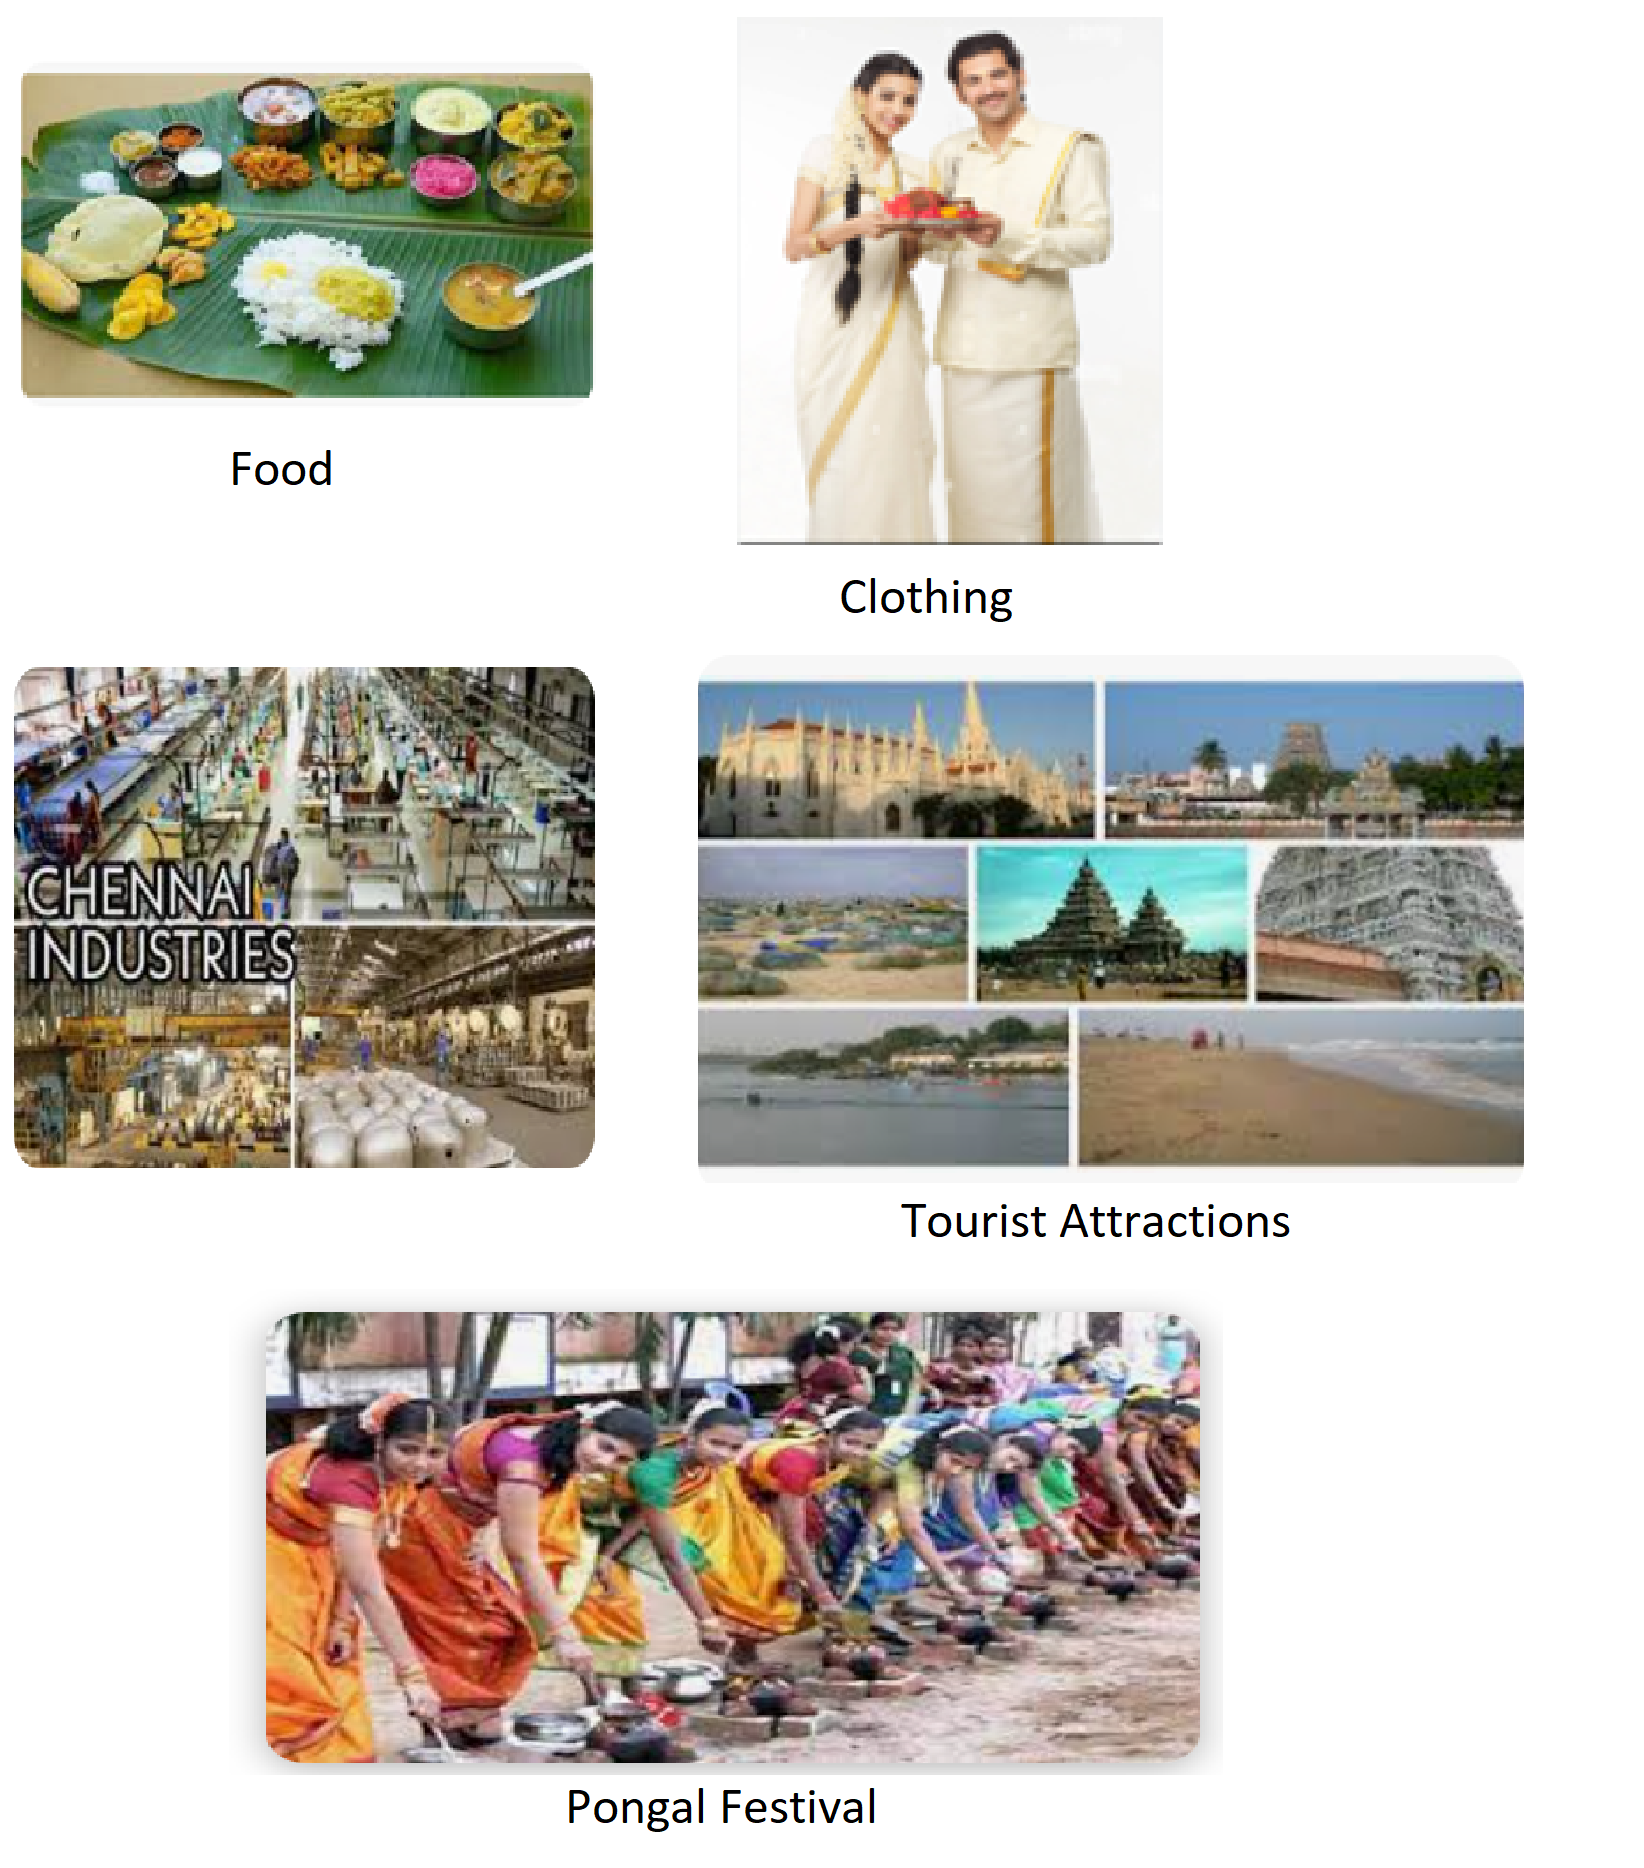 Food
Clothing
CHENNAI
INDUSTRIES
Tourist Attractions
Pongal Festival